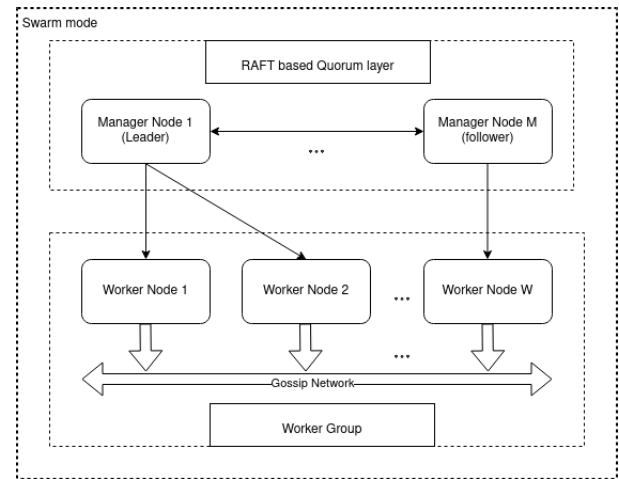 Swarm mode
RAFT based Quorum layer
Manager Node 1
(Leader)
Manager Node M
(follower)
...
Worker Node 1
Worker Node 2
...
Worker Node W
...
Gossip Network
Worker Group